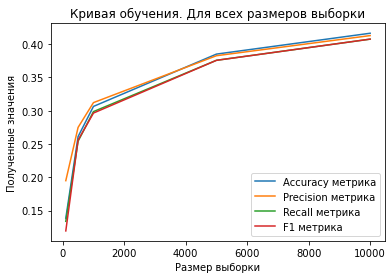 Кривая обучения. Для всех размеров выборки
0.40
0.35
0.30
0.25
0.20
0.15
Полученные значения
Accuracy метрика
Precision метрика
Recall метрика
F1 метрика
0 2000 4000 6000 8000 10000
Размер выборки